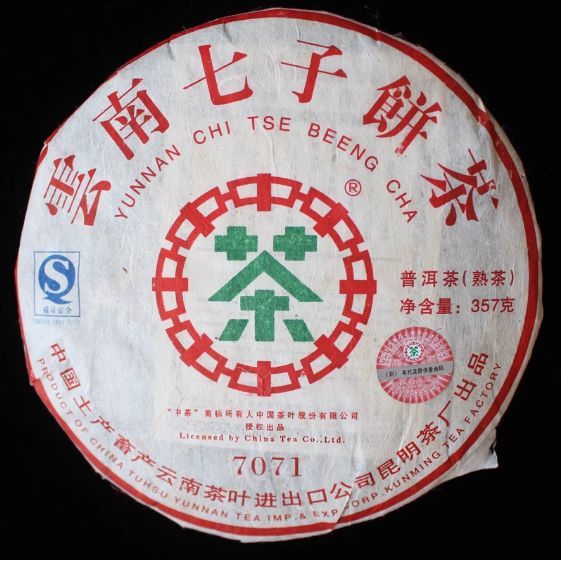 雲南七子餅茶
YUNNAN CHI TSE BEENG CHA
®
茶
普洱茶(熟茶)
净含量:357克
S
质量安全
"中茶"商标所有人中国茶叶股份有限公司
授权出品
Licensed by China Tea Co.,Ltd.
7071
中国土产畜产云南茶叶进出口公司昆明茶厂出品
PRODUCT OF CHINA TUHSU YUNNAN TEA IMP.& EXP.CORP.KUNMING TEA FACTORY